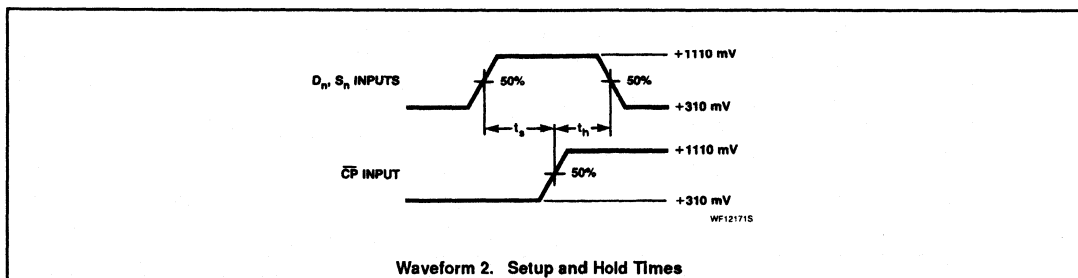 +1110 mV
Dn, Sn INPUTS
50%
50%
+310 mV
ts
th
+1110 mV
CP INPUT
50%
+310 mV
WF12171S
Waveform 2. Setup and Hold Times